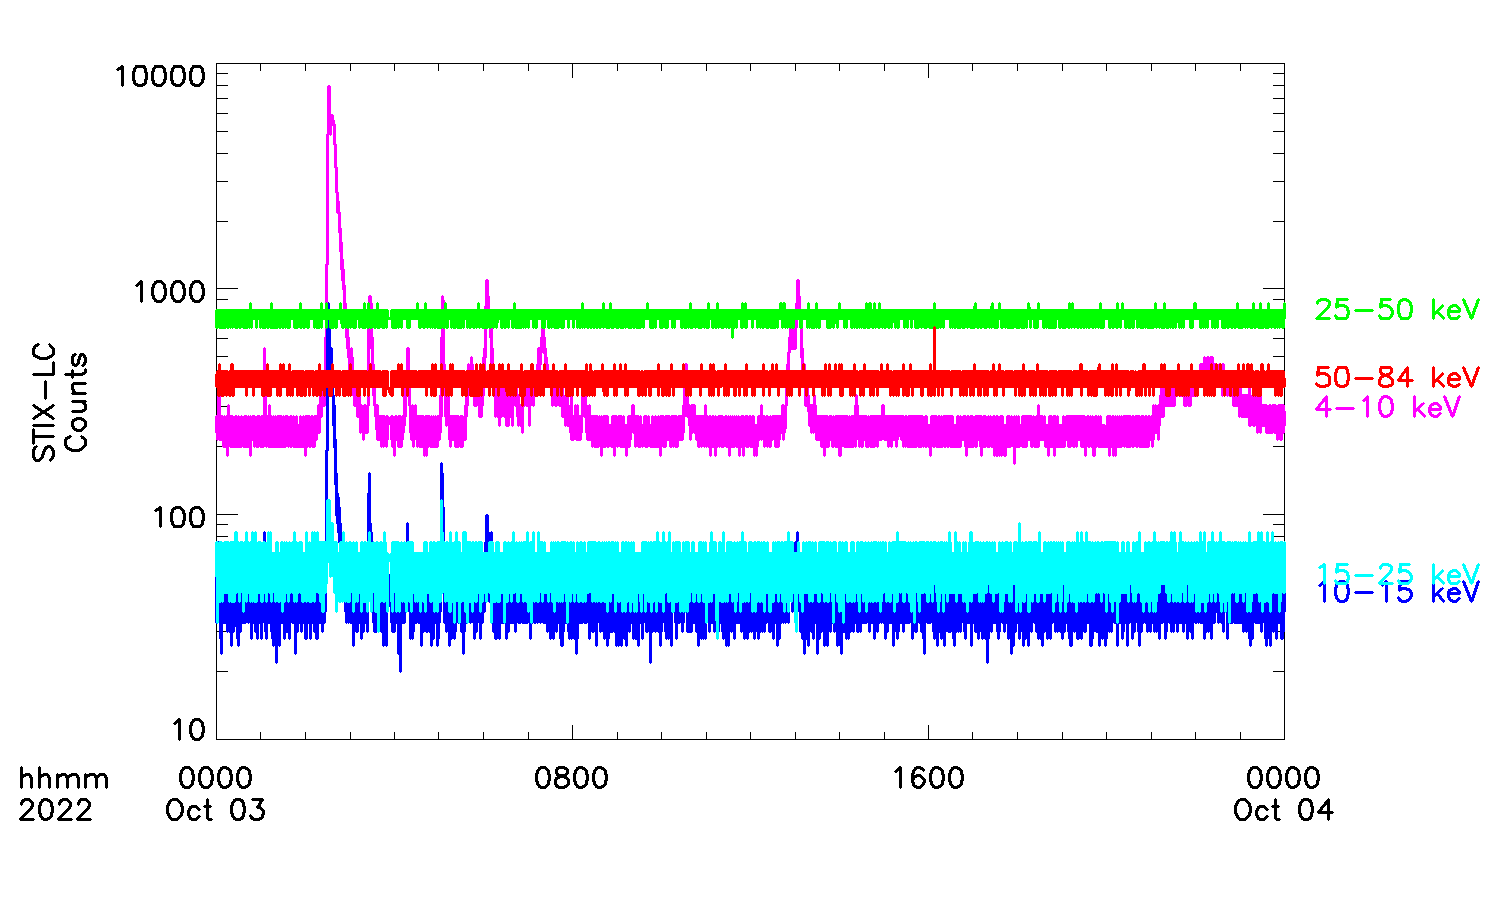 10000
1000
100
10
STIX-LC
Counts
25-50 keV
50-84 keV
4-10 keV
15-25 keV
10-15 keV
hhmm 0000 0800 1600 0000
2022 Oct 03 Oct 04